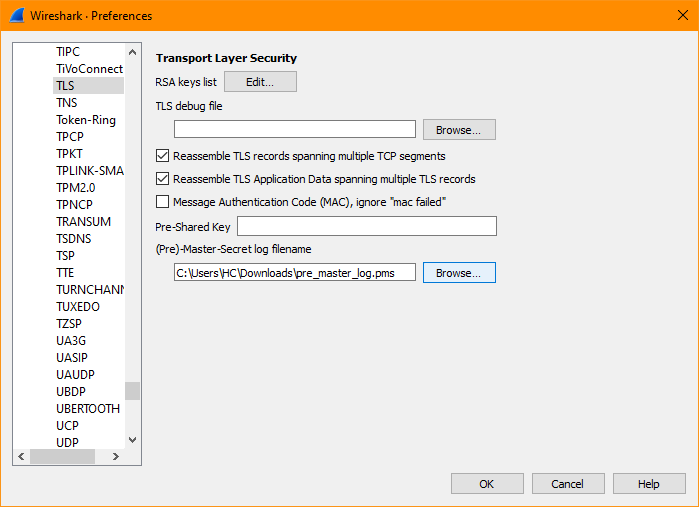 Wireshark · Preferences
TIPC
TiVoConnect
TLS
TNS
Token-Ring
TPCP
TPKT
TPLINK-SMA
TPM2.0
TPNCP
TRANSUM
TSDNS
TSP
TTE
TURNCHANN
TUXEDO
TZSP
UA3G
UASIP
UAUDP
UBDP
UBERTOOTH
UCP
UDP
Transport Layer Security
RSA keys list Edit...
TLS debug file
Browse...
Reassemble TLS records spanning multiple TCP segments
Reassemble TLS Application Data spanning multiple TLS records
Message Authentication Code (MAC), ignore "mac failed"
Pre-Shared Key
(Pre)-Master-Secret log filename
C:\Users\HC\Downloads\pre_master_log.pms Browse...
OK Cancel Help